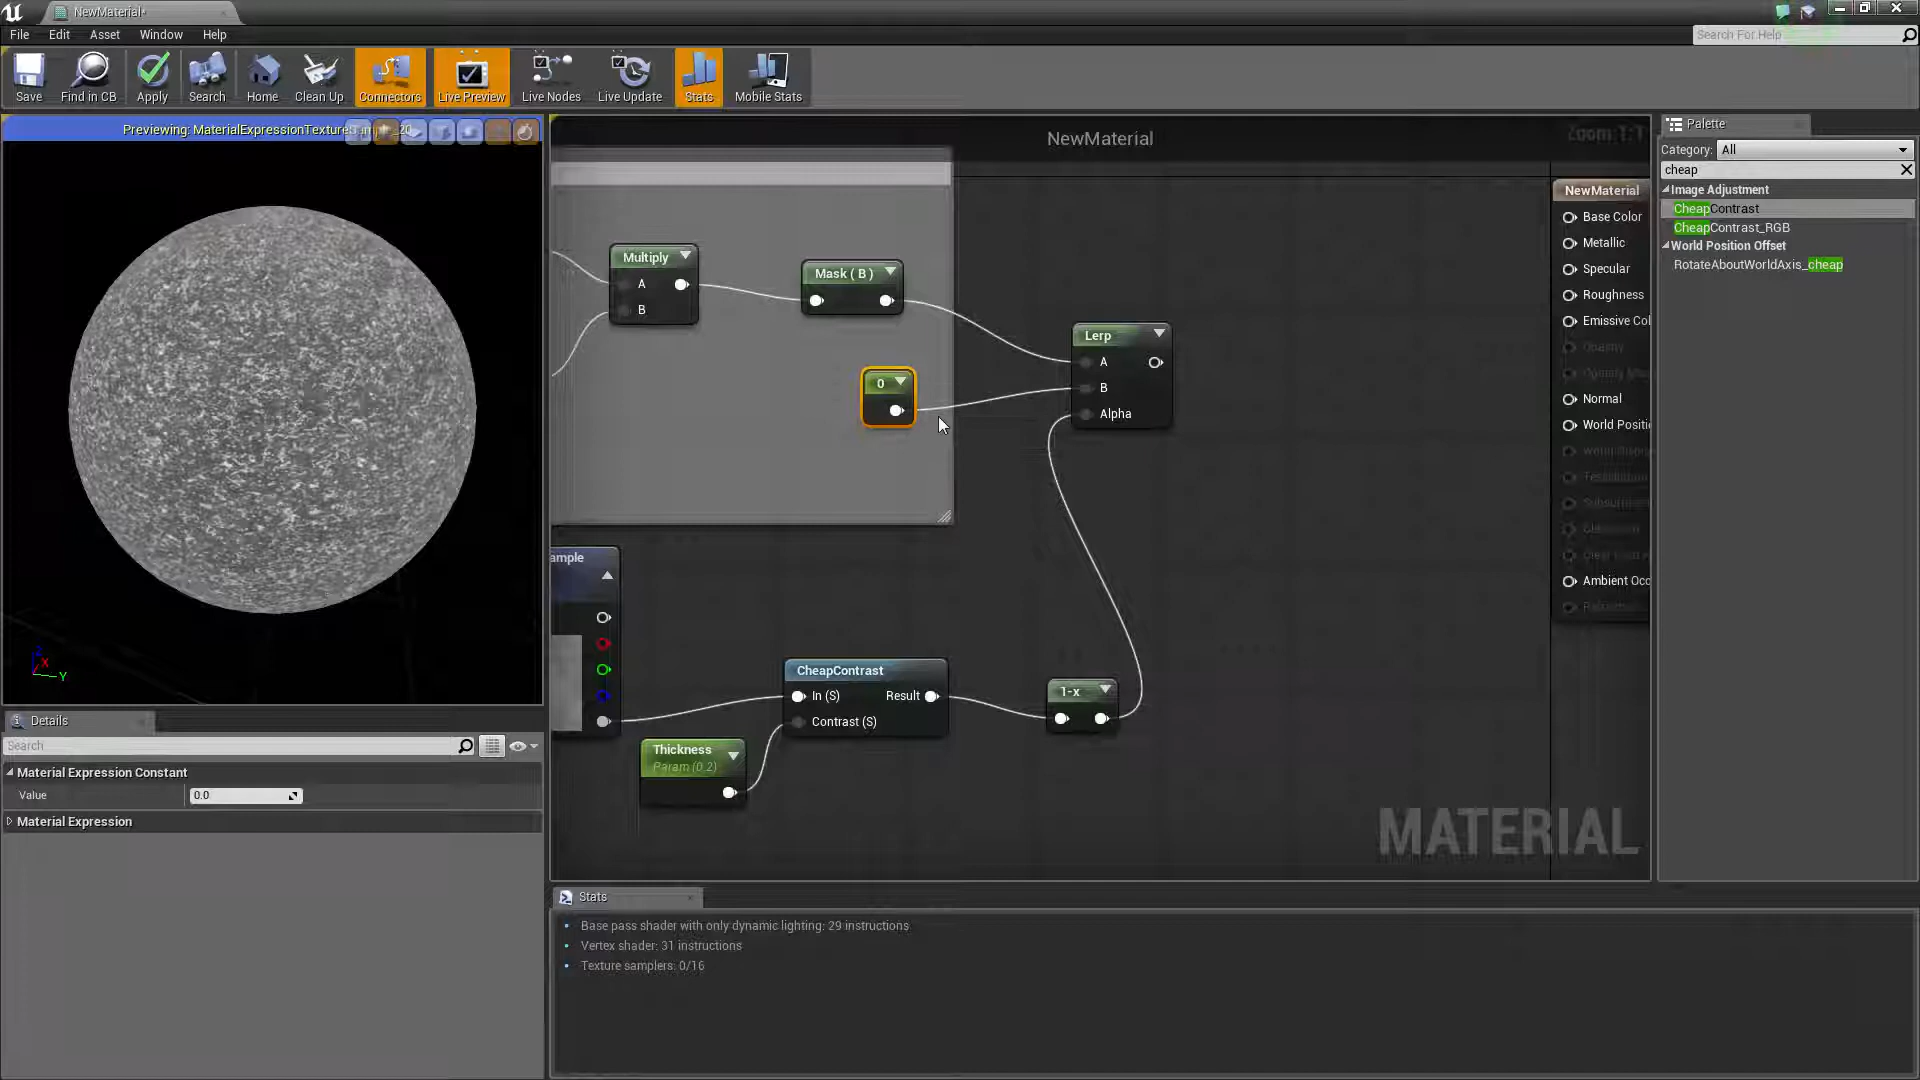 NewMaterial*
File Edit Asset Window Help
Search For Help
Save
Find in CB
Apply
Search
Home
Clean Up
Connectors
Live Preview
Live Nodes
Live Update
Stats
Mobile Stats
Previewing: MaterialExpressionTextureSample_20
NewMaterial
Zoom 1:1
Palette
Category: All
cheap
Image Adjustment
CheapContrast
CheapContrast_RGB
World Position Offset
RotateAboutWorldAxis_cheap
NewMaterial
Base Color
Metallic
Specular
Roughness
Emissive Col
Opacity
Opacity Ma
Normal
World Positi
Ambient Occ
Multiply
A
B
Mask ( B )
0
Lerp
A
B
Alpha
ample
CheapContrast
In (S) Result
Contrast (S)
Thickness
Param (0.2)
1-x
MATERIAL
Z
X
Y
Details
Search
Material Expression Constant
Value 0.0
Material Expression
Stats
Base pass shader with only dynamic lighting: 29 instructions
Vertex shader: 31 instructions
Texture samplers: 0/16